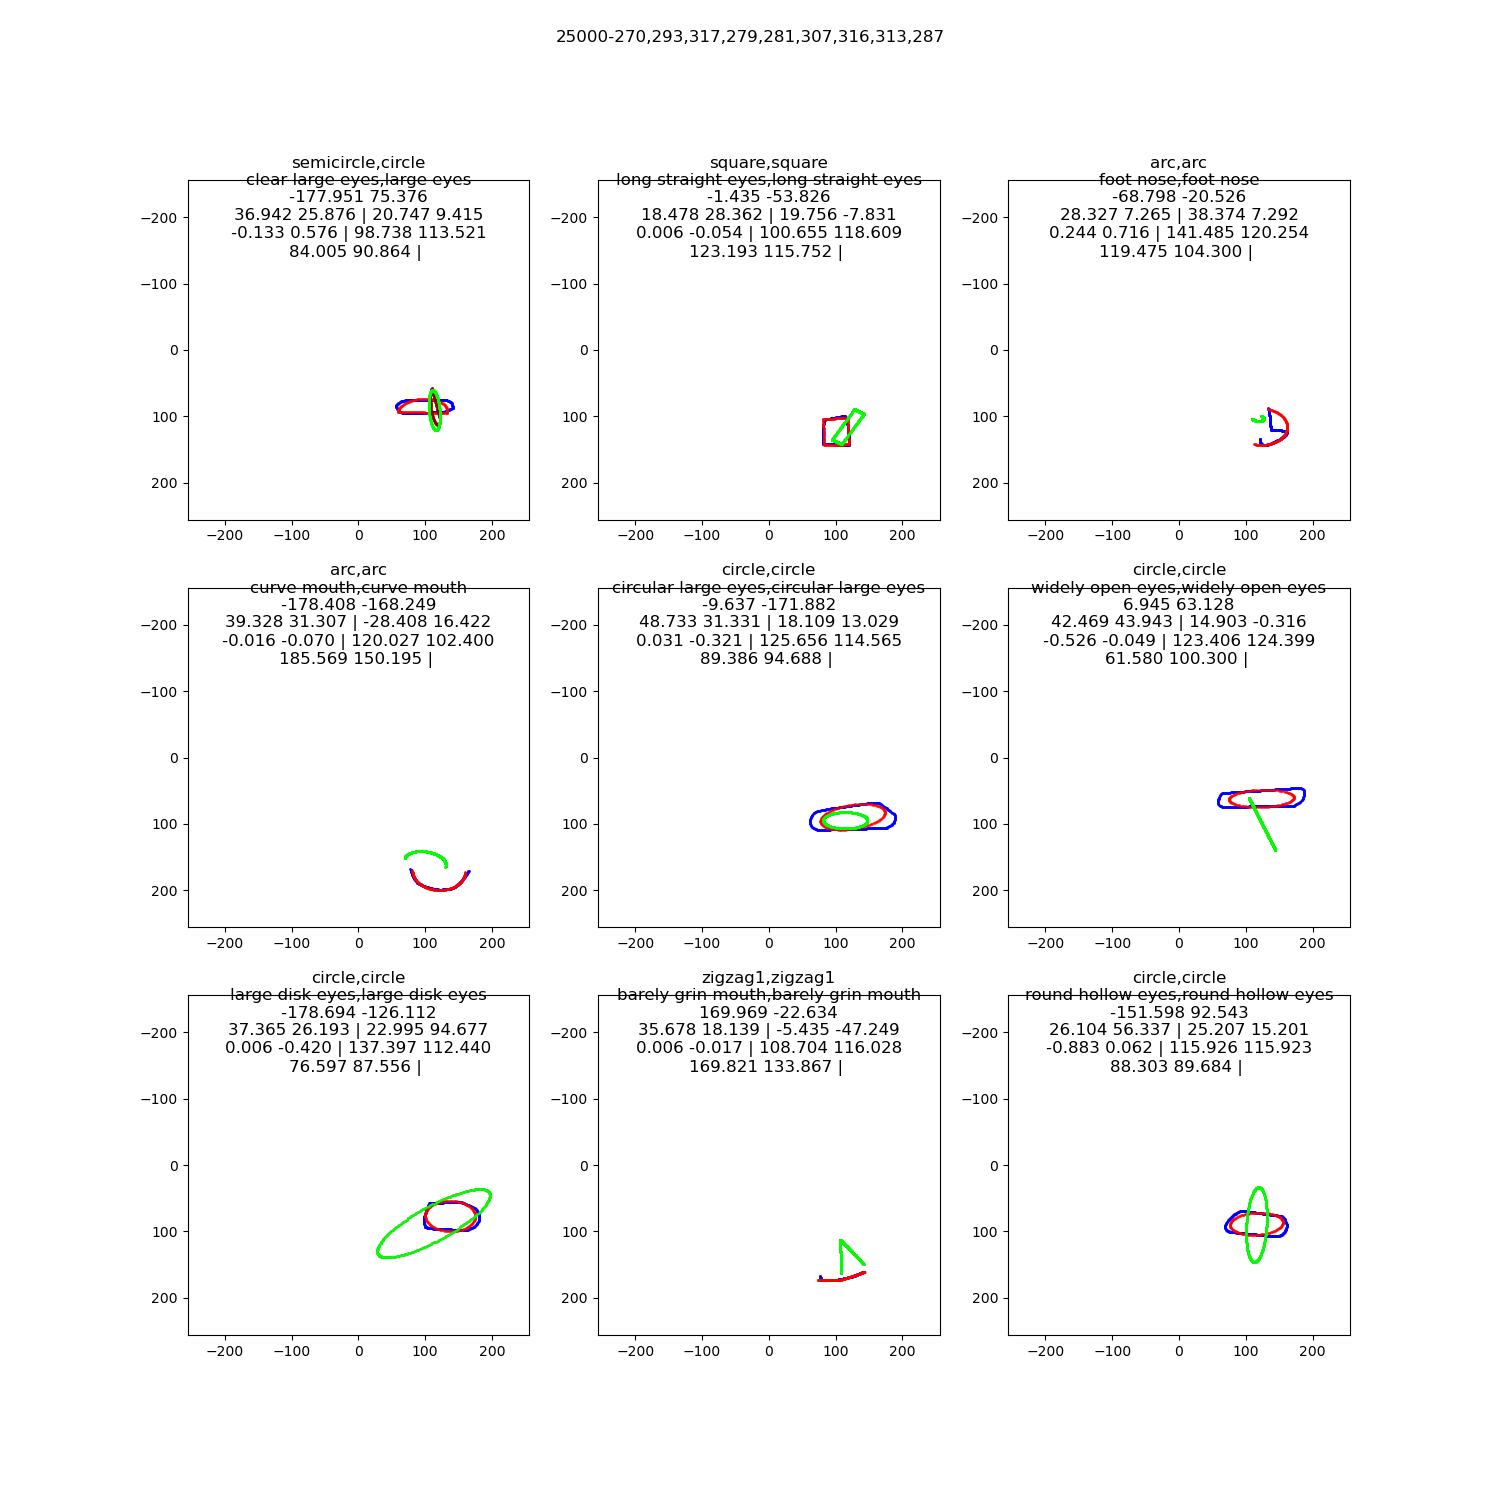 25000-270,293,317,279,281,307,316,313,287
semicircle,circle
clear large eyes,large eyes
-177.951 75.376
36.942 25.876 | 20.747 9.415
-0.133 0.576 | 98.738 113.521
84.005 90.864 |
−200
−100
0
100
200
−200 −100 0 100 200
square,square
long straight eyes,long straight eyes
-1.435 -53.826
18.478 28.362 | 19.756 -7.831
0.006 -0.054 | 100.655 118.609
123.193 115.752 |
−200
−100
0
100
200
−200 −100 0 100 200
arc,arc
foot nose,foot nose
-68.798 -20.526
28.327 7.265 | 38.374 7.292
0.244 0.716 | 141.485 120.254
119.475 104.300 |
−200
−100
0
100
200
−200 −100 0 100 200
arc,arc
curve mouth,curve mouth
-178.408 -168.249
39.328 31.307 | -28.408 16.422
-0.016 -0.070 | 120.027 102.400
185.569 150.195 |
−200
−100
0
100
200
−200 −100 0 100 200
circle,circle
circular large eyes,circular large eyes
-9.637 -171.882
48.733 31.331 | 18.109 13.029
0.031 -0.321 | 125.656 114.565
89.386 94.688 |
−200
−100
0
100
200
−200 −100 0 100 200
circle,circle
widely open eyes,widely open eyes
6.945 63.128
42.469 43.943 | 14.903 -0.316
-0.526 -0.049 | 123.406 124.399
61.580 100.300 |
−200
−100
0
100
200
−200 −100 0 100 200
circle,circle
large disk eyes,large disk eyes
-178.694 -126.112
37.365 26.193 | 22.995 94.677
0.006 -0.420 | 137.397 112.440
76.597 87.556 |
−200
−100
0
100
200
−200 −100 0 100 200
zigzag1,zigzag1
barely grin mouth,barely grin mouth
169.969 -22.634
35.678 18.139 | -5.435 -47.249
0.006 -0.017 | 108.704 116.028
169.821 133.867 |
−200
−100
0
100
200
−200 −100 0 100 200
circle,circle
round hollow eyes,round hollow eyes
-151.598 92.543
26.104 56.337 | 25.207 15.201
-0.883 0.062 | 115.926 115.923
88.303 89.684 |
−200
−100
0
100
200
−200 −100 0 100 200